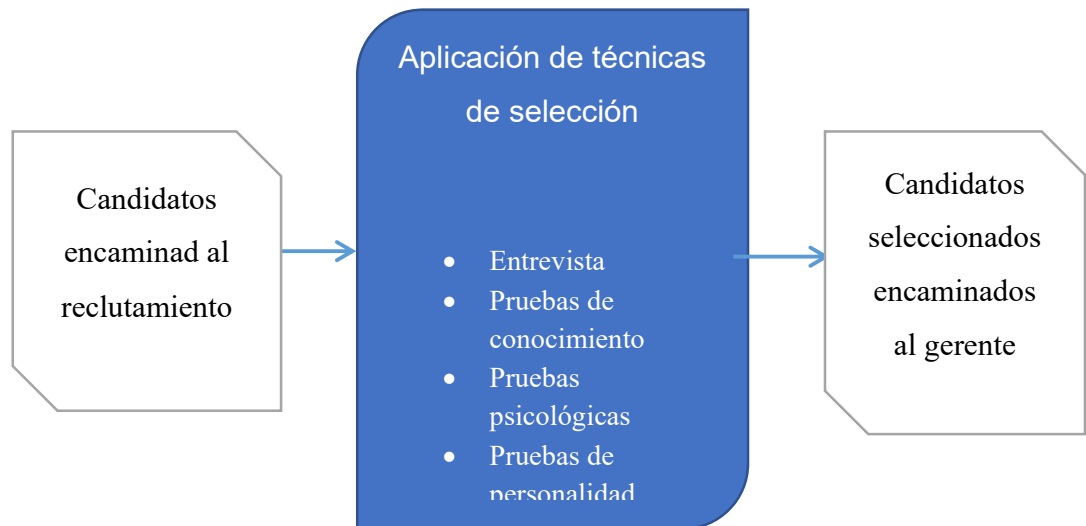 Candidatos
encaminad al
reclutamiento
Aplicación de técnicas
de selección
• Entrevista
• Pruebas de
conocimiento
• Pruebas
psicológicas
• Pruebas de
personalidad
Candidatos
seleccionados
encaminados
al gerente